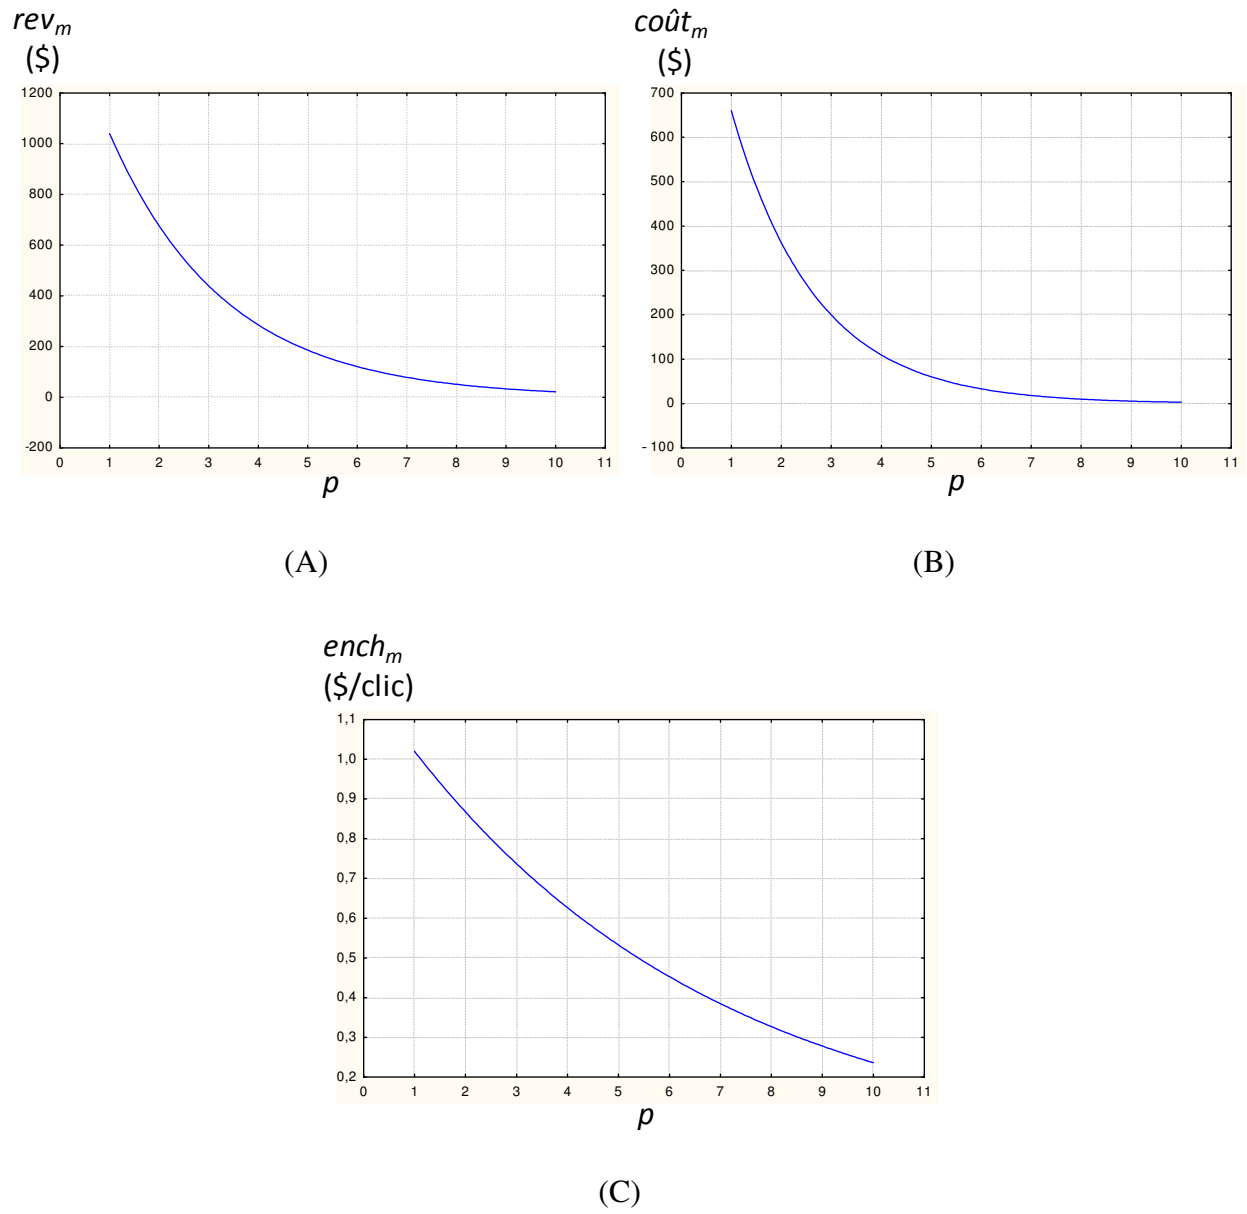 rev_m
($)
1200
1000
800
600
400
200
0
-200
0 1 2 3 4 5 6 7 8 9 10 11
p
(A)
coût_m
($)
700
600
500
400
300
200
100
0
- 100
0 1 2 3 4 5 6 7 8 9 10 11
p
(B)
ench_m
($/clic)
1,1
1,0
0,9
0,8
0,7
0,6
0,5
0,4
0,3
0,2
0 1 2 3 4 5 6 7 8 9 10 11
p
(C)